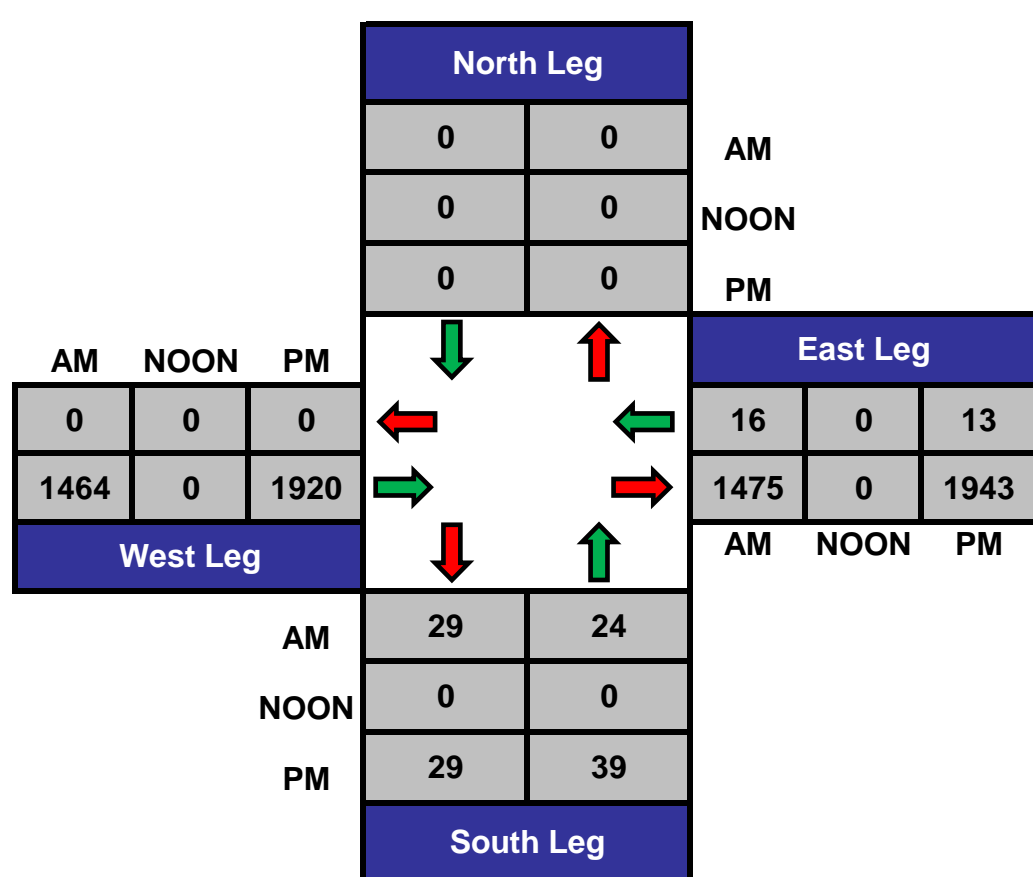 North Leg
0 0 AM
0 0 NOON
0 0 PM
AM NOON PM East Leg
0 0 0 16 0 13
1464 0 1920 1475 0 1943
West Leg AM NOON PM
AM 29 24
NOON 0 0
PM 29 39
South Leg